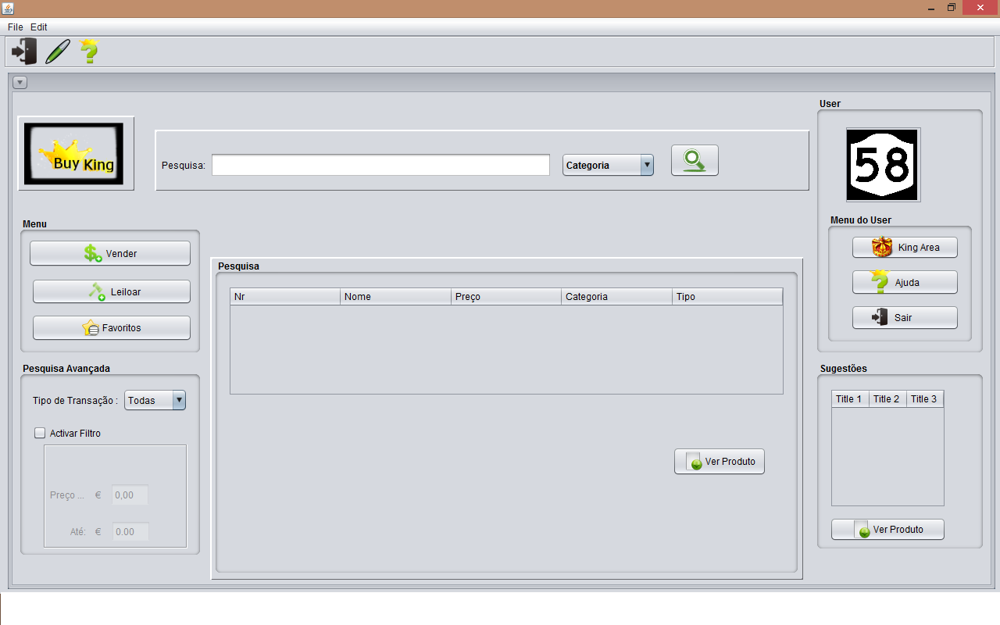 File Edit
User
Buy King
Pesquisa:
Categoria
58
Menu
Vender
Leiloar
Favoritos
Menu do User
King Area
Ajuda
Sair
Pesquisa
Nr Nome Preço Categoria Tipo
Ver Produto
Pesquisa Avançada
Tipo de Transação : Todas
Activar Filtro
Preço ... € 0,00
Até: € 0.00
Sugestões
Title 1 Title 2 Title 3
Ver Produto